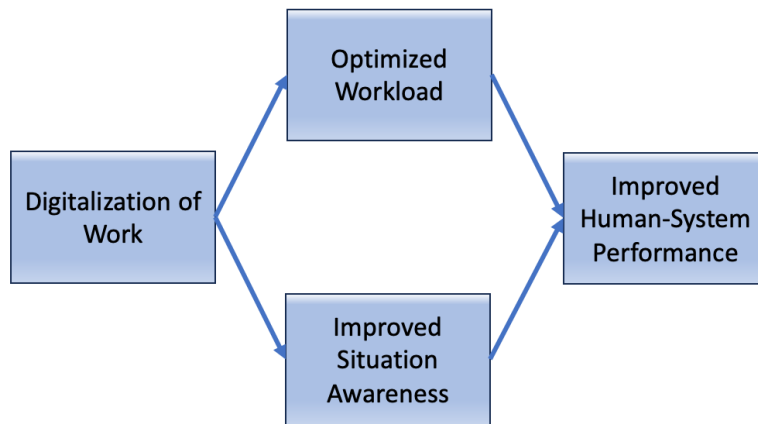 Optimized
Workload
Digitalization of
Work
Improved
Human-System
Performance
Improved
Situation
Awareness